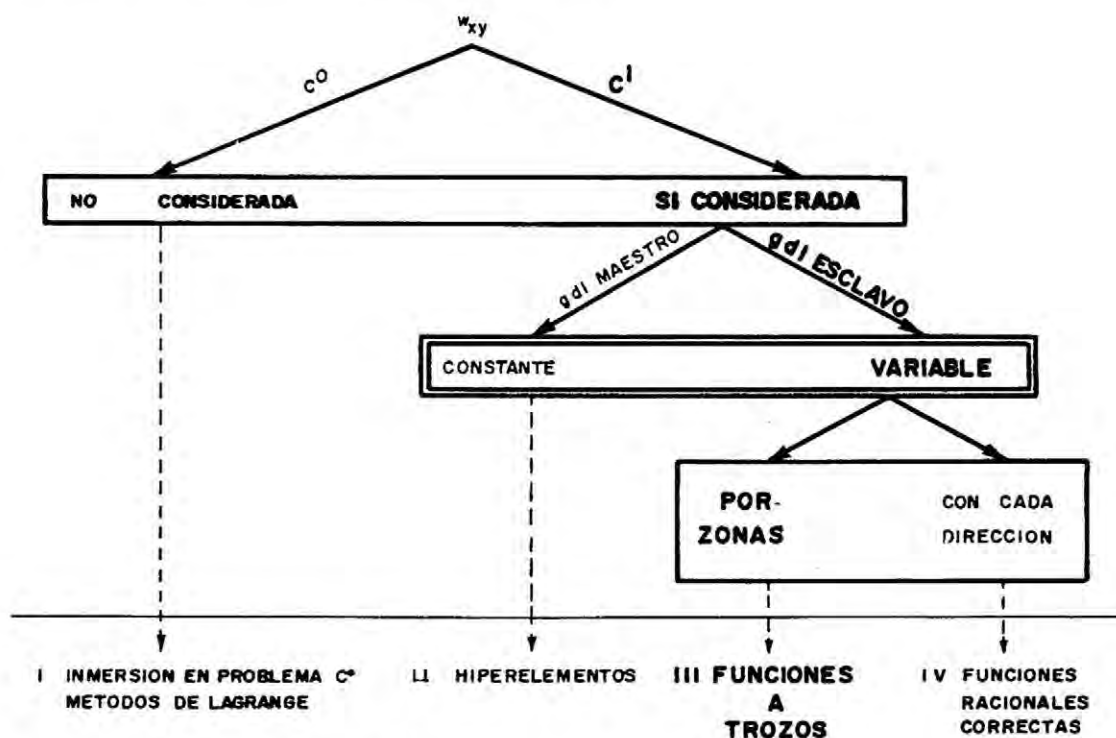 w_xy
C⁰
C¹
NO CONSIDERADA
SI CONSIDERADA
gdl MAESTRO
gdl ESCLAVO
CONSTANTE
VARIABLE
POR-
ZONAS
CON CADA
DIRECCION
I INMERSION EN PROBLEMA C°
METODOS DE LAGRANGE
II HIPERELEMENTOS
III FUNCIONES
A
TROZOS
IV FUNCIONES
RACIONALES
CORRECTAS